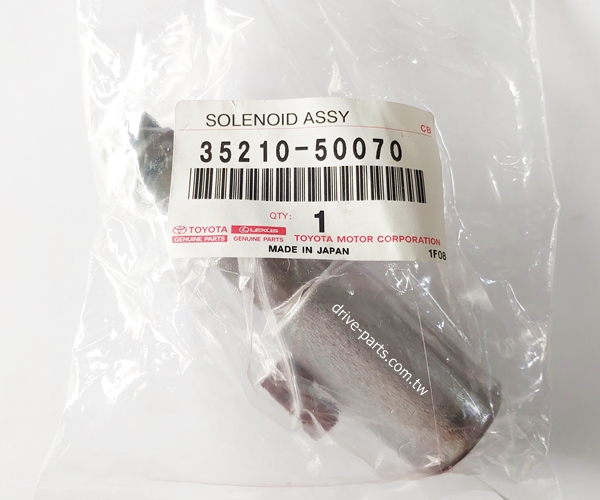 SOLENOID ASSY
CB
35210-50070
QTY: 1
TOYOTA LEXUS
GENUINE PARTS GENUINE PARTS TOYOTA MOTOR CORPORATION
MADE IN JAPAN
1F08
drive-parts.com.tw